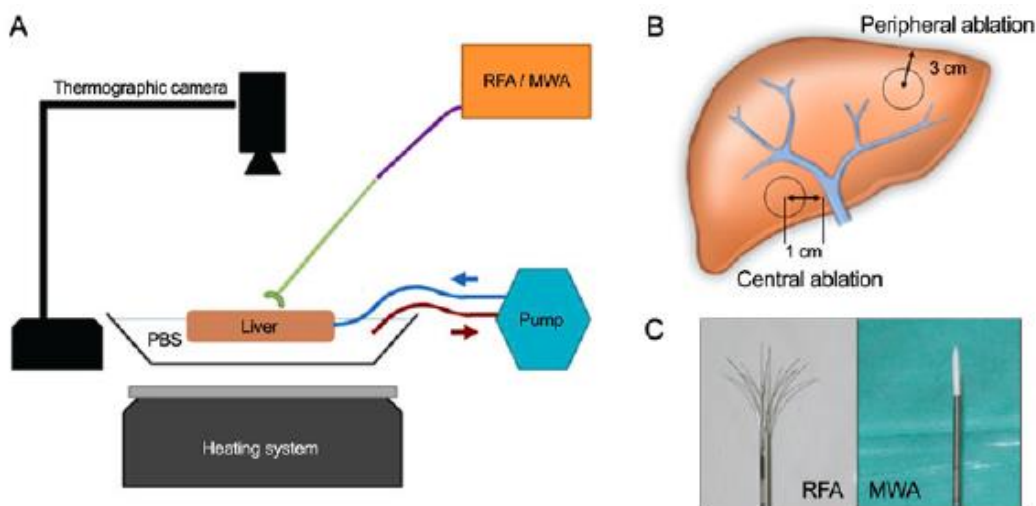 A
Thermographic camera
RFA / MWA
Liver
PBS
Pump
Heating system
B
Peripheral ablation
3 cm
1 cm
Central ablation
C
RFA
MWA